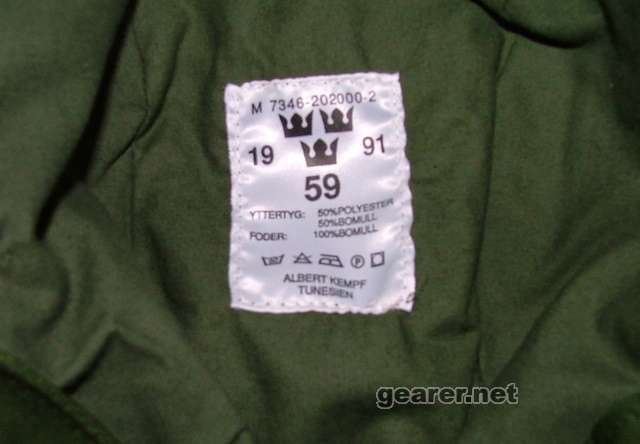 M 7346-202000-2
19 91
59
YTTERTYG: 50%POLYESTER
50%BOMULL
FODER: 100%BOMULL
P
ALBERT KEMPF
TUNESIEN
gearer.net